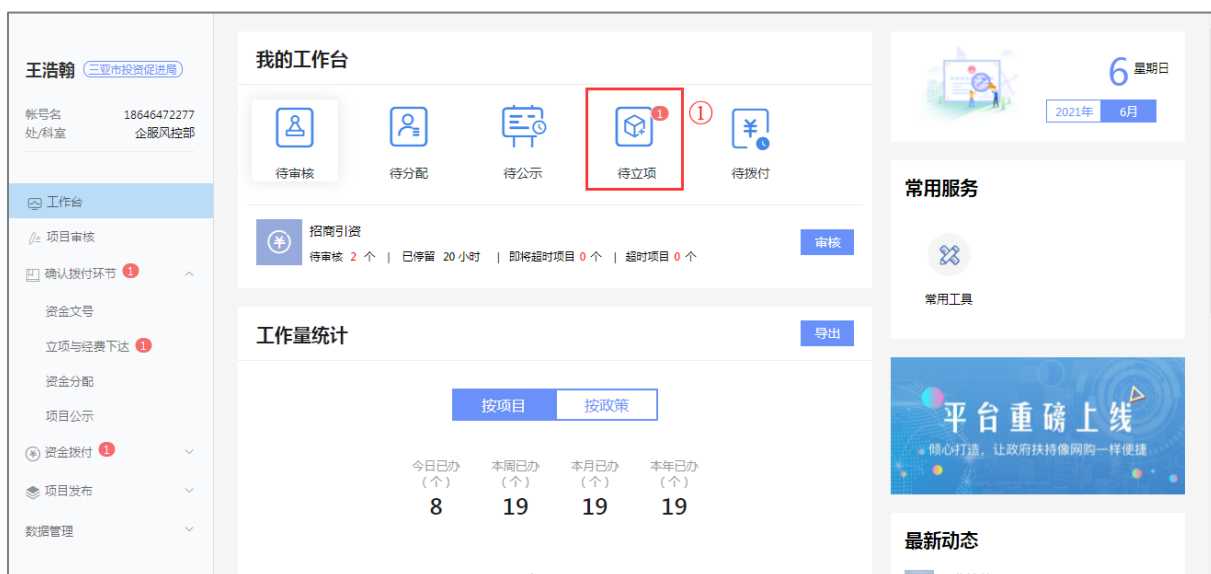 王浩翰 三亚市投资促进局
帐号名 18646472277
处/科室 企服风控部
工作台
项目审核
确认拨付环节 1
资金文号
立项与经费下达 1
资金分配
项目公示
资金拨付 1
项目发布
数据管理
我的工作台
1 ①
待审核 待分配 待公示 待立项 待拨付
招商引资
待审核 2 个 | 已停留 20小时 | 即将超时项目 0 个 | 超时项目 0 个
审核
工作量统计 导出
按项目 按政策
今日已办 本周已办 本月已办 本年已办
(个) (个) (个) (个)
8 19 19 19
6 星期日
2021年 6月
常用服务
常用工具
平台重磅上线
倾心打造，让政府扶持像网购一样便捷
最新动态